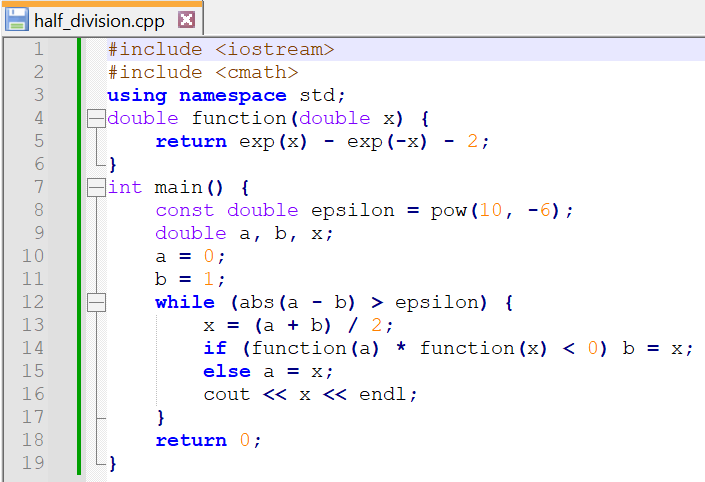 half_division.cpp
1 #include <iostream>
2 #include <cmath>
3 using namespace std;
4 double function(double x) {
5     return exp(x) - exp(-x) - 2;
6 }
7 int main() {
8     const double epsilon = pow(10, -6);
9     double a, b, x;
10     a = 0;
11     b = 1;
12     while (abs(a - b) > epsilon) {
13         x = (a + b) / 2;
14         if (function(a) * function(x) < 0) b = x;
15         else a = x;
16         cout << x << endl;
17     }
18     return 0;
19 }